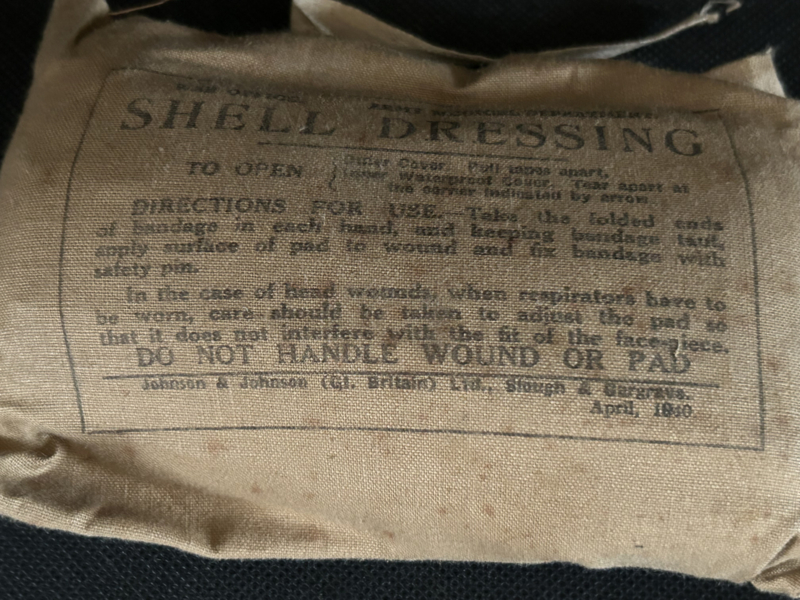 WAR OFFICE.
SHELL DRESSING
TO OPEN { Outer Cover. Pull tapes apart.
Inner Waterproof Cover. Tear apart at
the corner indicated by arrow
DIRECTIONS FOR USE.—Take the folded ends
of bandage in each hand, and keeping bandage taut,
apply surface of pad to wound and fix bandage with
safety pin.
In the case of head wounds, when respirators have to
be worn, care should be taken to adjust the pad so
that it does not interfere with the fit of the face-piece.
DO NOT HANDLE WOUND OR PAD
Johnson & Johnson (Gt. Britain) Ltd., Slough & Gargrave.
April, 1940